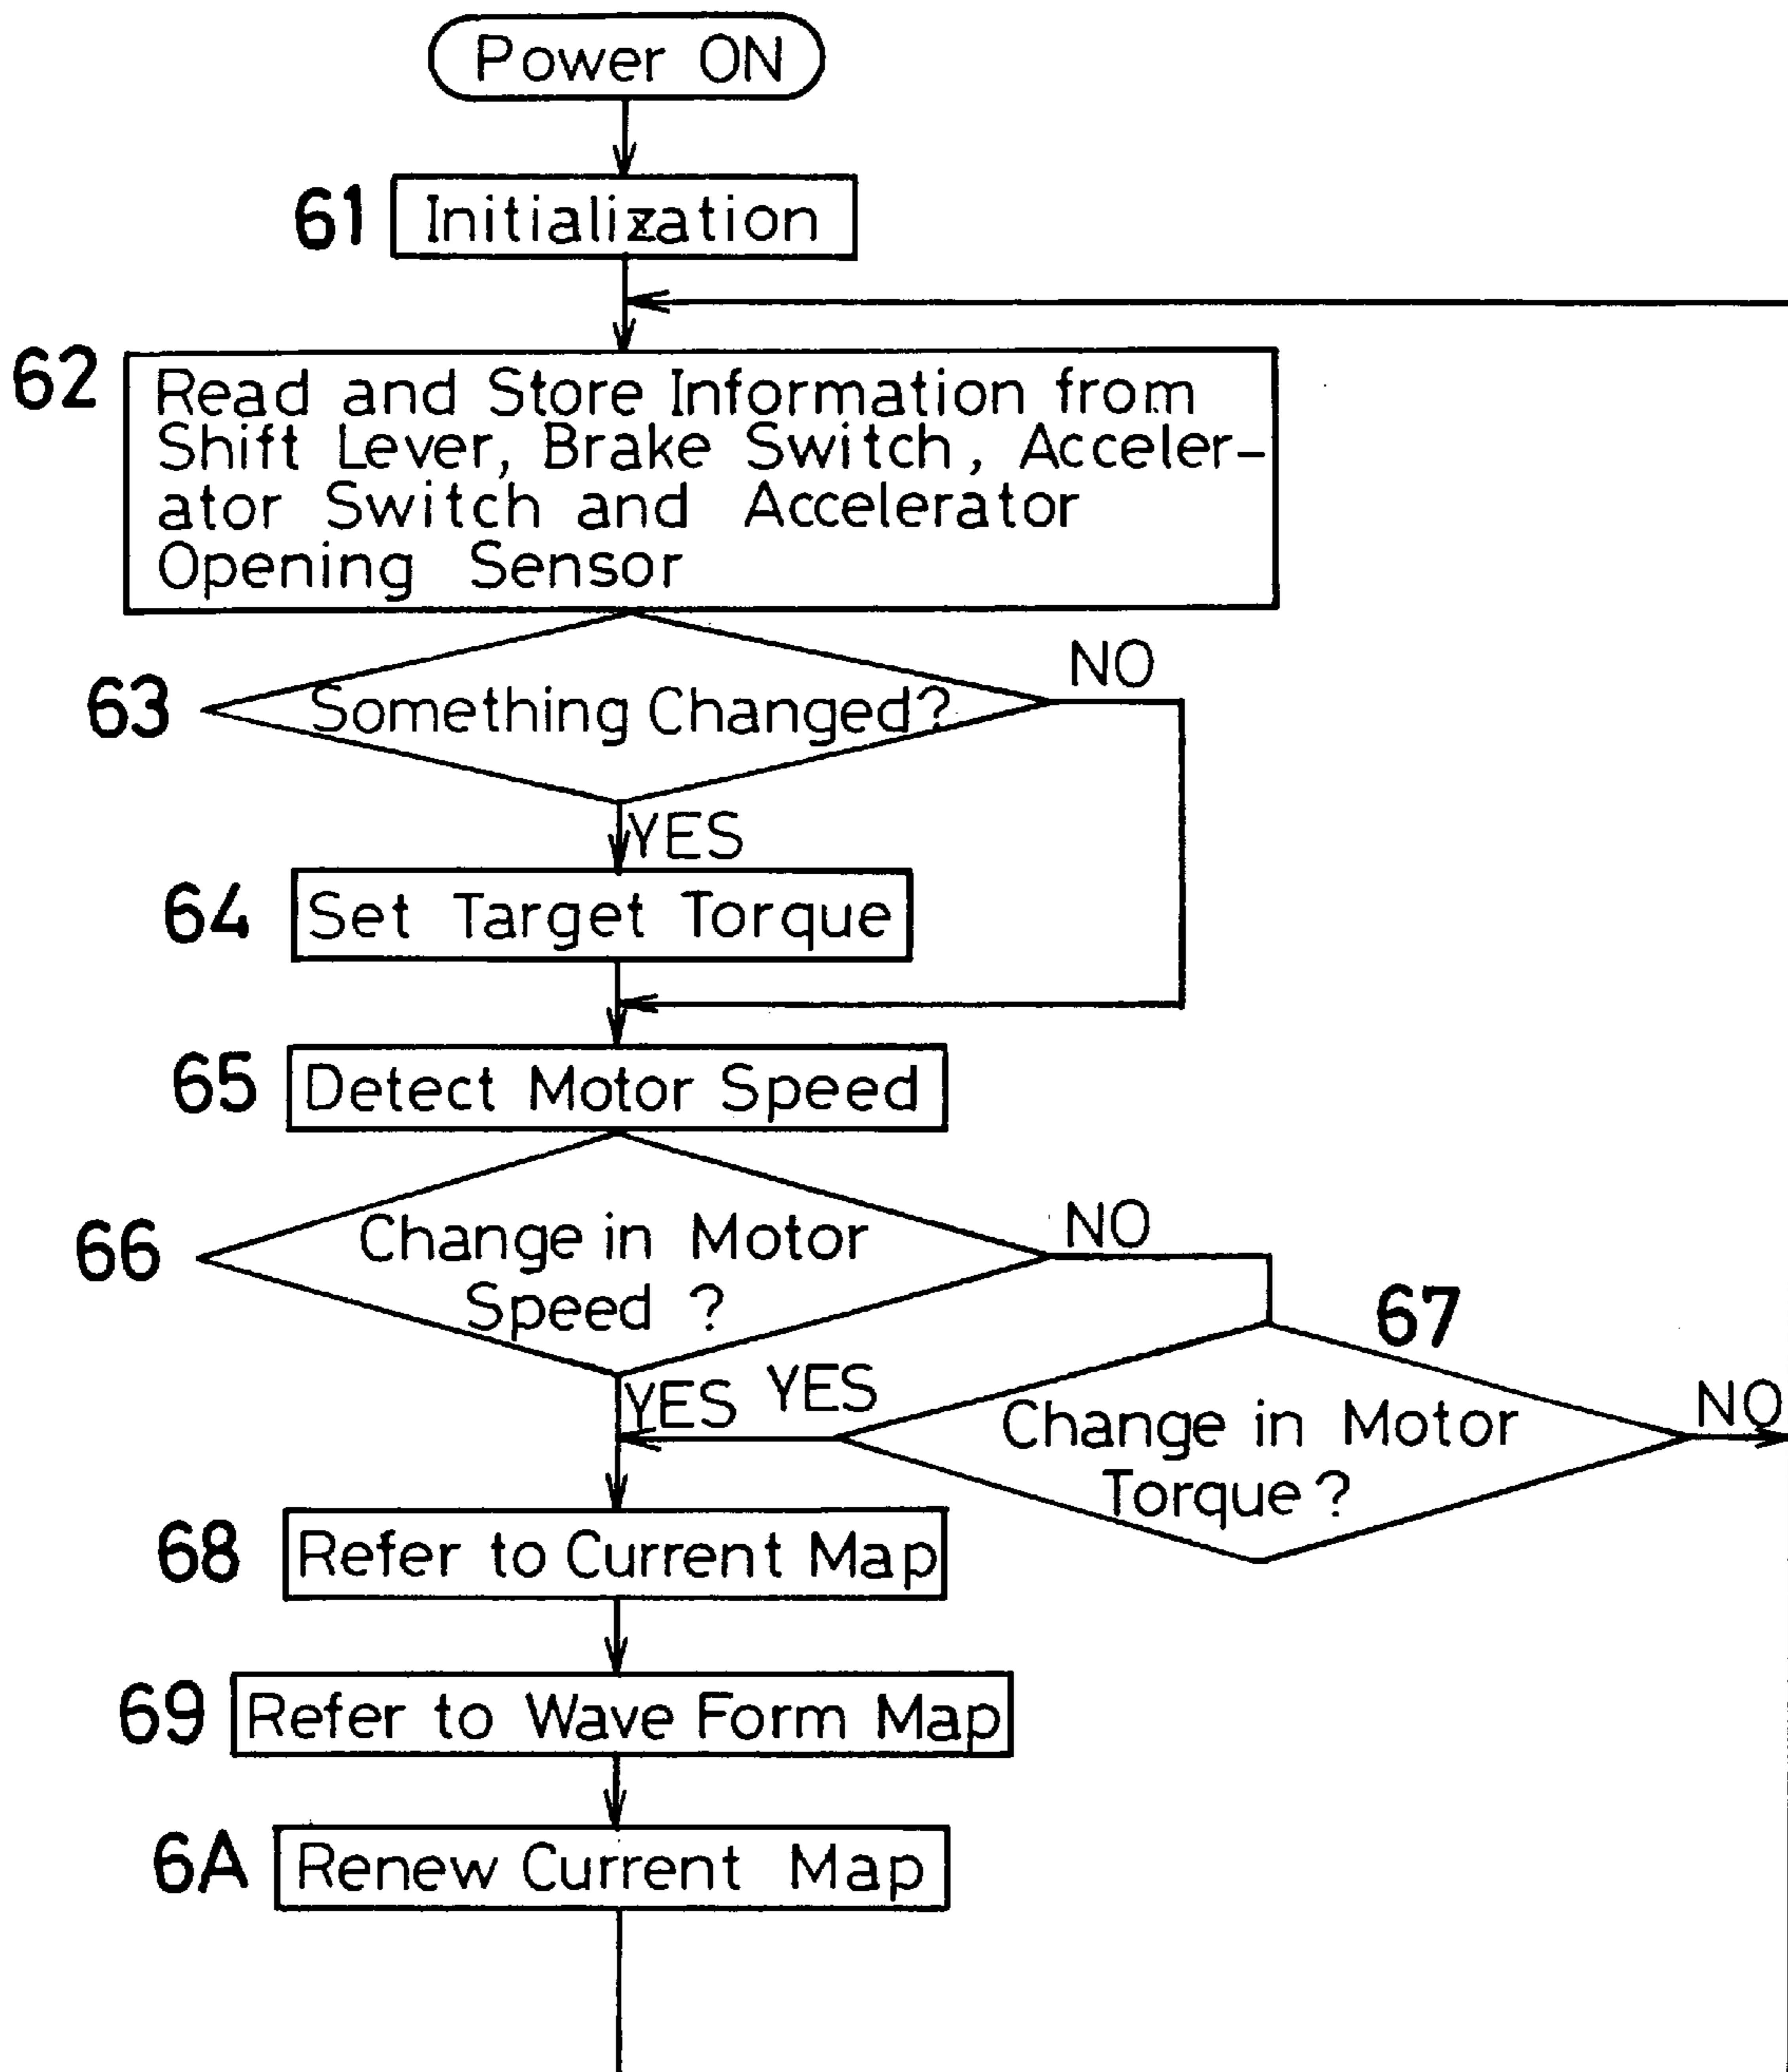 Power ON
61 Initialization
62 Read and Store Information from
Shift Lever, Brake Switch, Acceler-
ator Switch and Accelerator
Opening Sensor
63 Something Changed?
NO
YES
64 Set Target Torque
65 Detect Motor Speed
66 Change in Motor
Speed ?
NO
67
YES
YES
Change in Motor
Torque ?
NO
68 Refer to Current Map
69 Refer to Wave Form Map
6A Renew Current Map